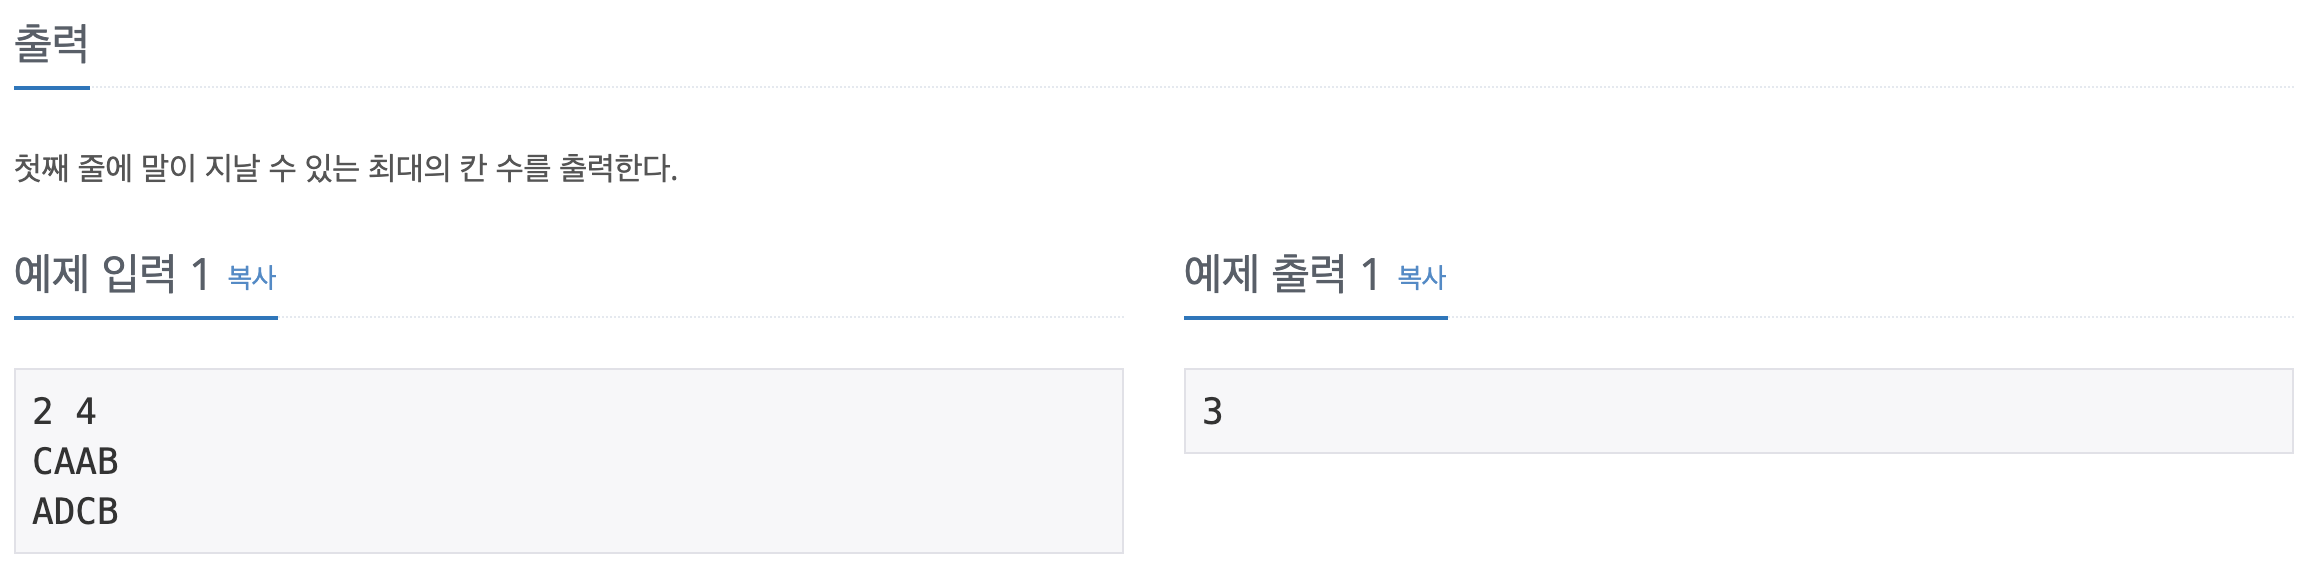 출력
첫째 줄에 말이 지날 수 있는 최대의 칸 수를 출력한다.
예제 입력 1 복사
2 4
CAAB
ADCB
예제 출력 1 복사
3